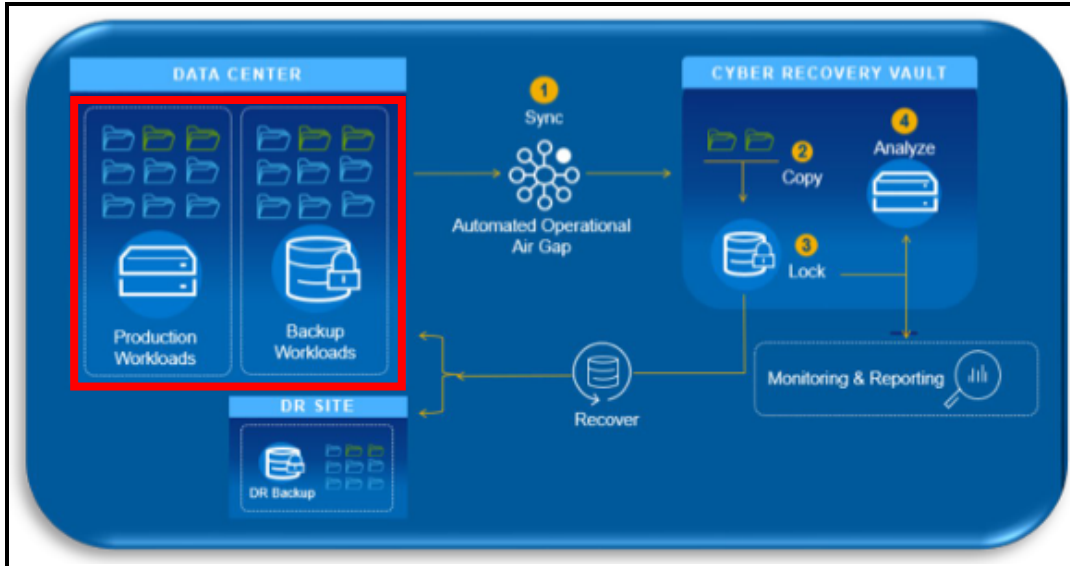 DATA CENTER
Production
Workloads
Backup
Workloads
1
Sync
Automated Operational
Air Gap
CYBER RECOVERY VAULT
2
Copy
3
Lock
4
Analyze
Monitoring & Reporting
Recover
DR SITE
DR Backup